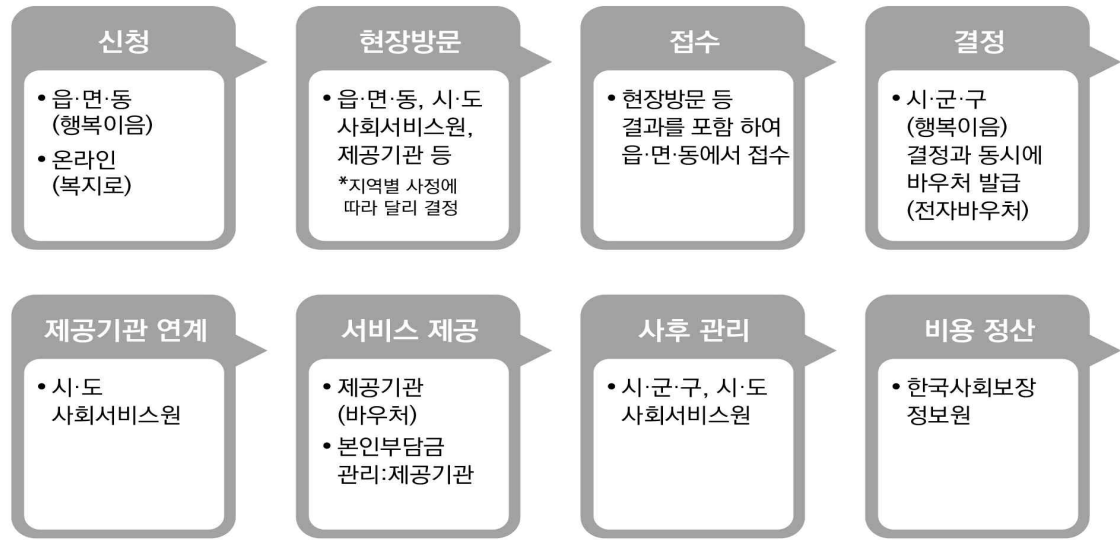 신청
• 읍·면·동
(행복이음)
• 온라인
(복지로)
현장방문
• 읍·면·동, 시·도
사회서비스원,
제공기관 등
*지역별 사정에
따라 달리 결정
접수
• 현장방문 등
결과를 포함 하여
읍·면·동에서 접수
결정
• 시·군·구
(행복이음)
결정과 동시에
바우처 발급
(전자바우처)
제공기관 연계
• 시·도
사회서비스원
서비스 제공
• 제공기관
(바우처)
• 본인부담금
관리:제공기관
사후 관리
• 시·군·구, 시·도
사회서비스원
비용 정산
• 한국사회보장
정보원